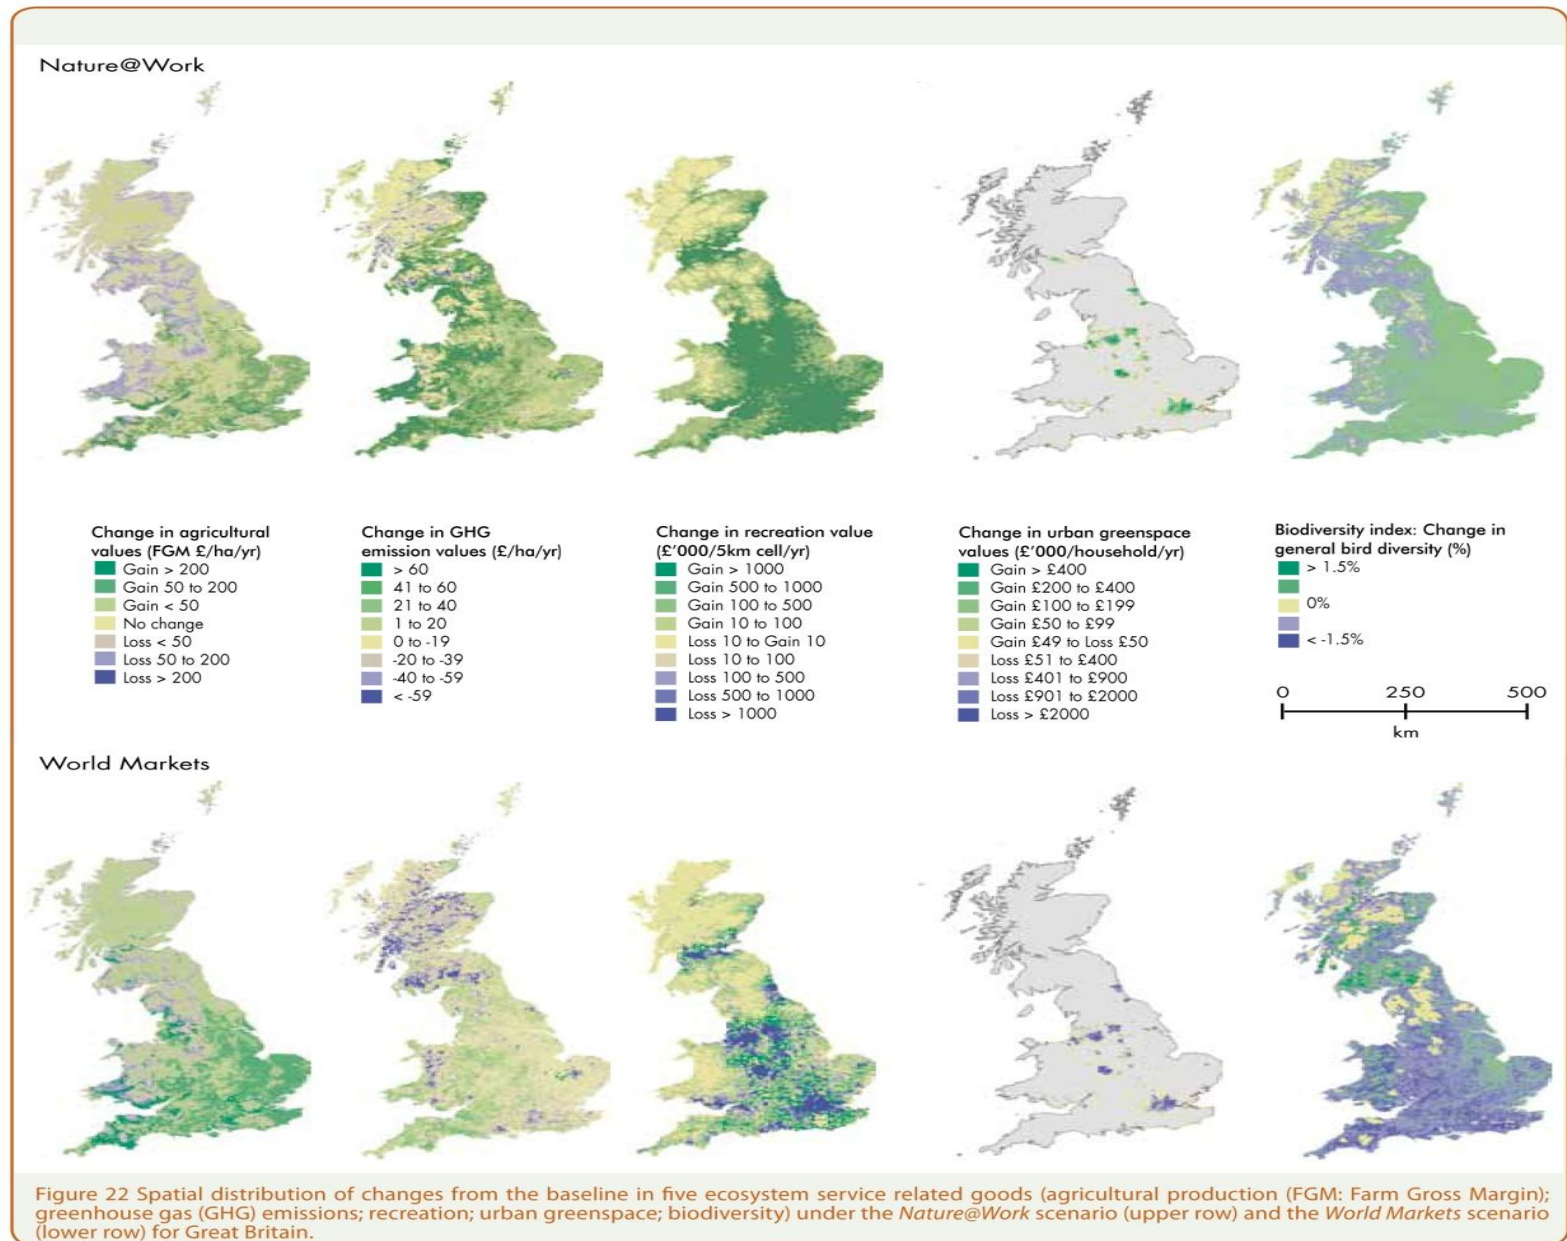 Nature@Work
Change in agricultural
values (FGM £/ha/yr)
Gain > 200
Gain 50 to 200
Gain < 50
No change
Loss < 50
Loss 50 to 200
Loss > 200
Change in GHG
emission values (£/ha/yr)
> 60
41 to 60
21 to 40
1 to 20
0 to -19
-20 to -39
-40 to -59
< -59
Change in recreation value
(£’000/5km cell/yr)
Gain > 1000
Gain 500 to 1000
Gain 100 to 500
Gain 10 to 100
Loss 10 to Gain 10
Loss 10 to 100
Loss 100 to 500
Loss 500 to 1000
Loss > 1000
Change in urban greenspace
values (£’000/household/yr)
Gain > £400
Gain £200 to £400
Gain £100 to £199
Gain £50 to £99
Gain £49 to Loss £50
Loss £51 to £400
Loss £401 to £900
Loss £901 to £2000
Loss > £2000
Biodiversity index: Change in
general bird diversity (%)
> 1.5%
0%
< -1.5%
0 250 500
km
World Markets
Figure 22 Spatial distribution of changes from the baseline in five ecosystem service related goods (agricultural production (FGM: Farm Gross Margin);
greenhouse gas (GHG) emissions; recreation; urban greenspace; biodiversity) under the Nature@Work scenario (upper row) and the World Markets scenario
(lower row) for Great Britain.